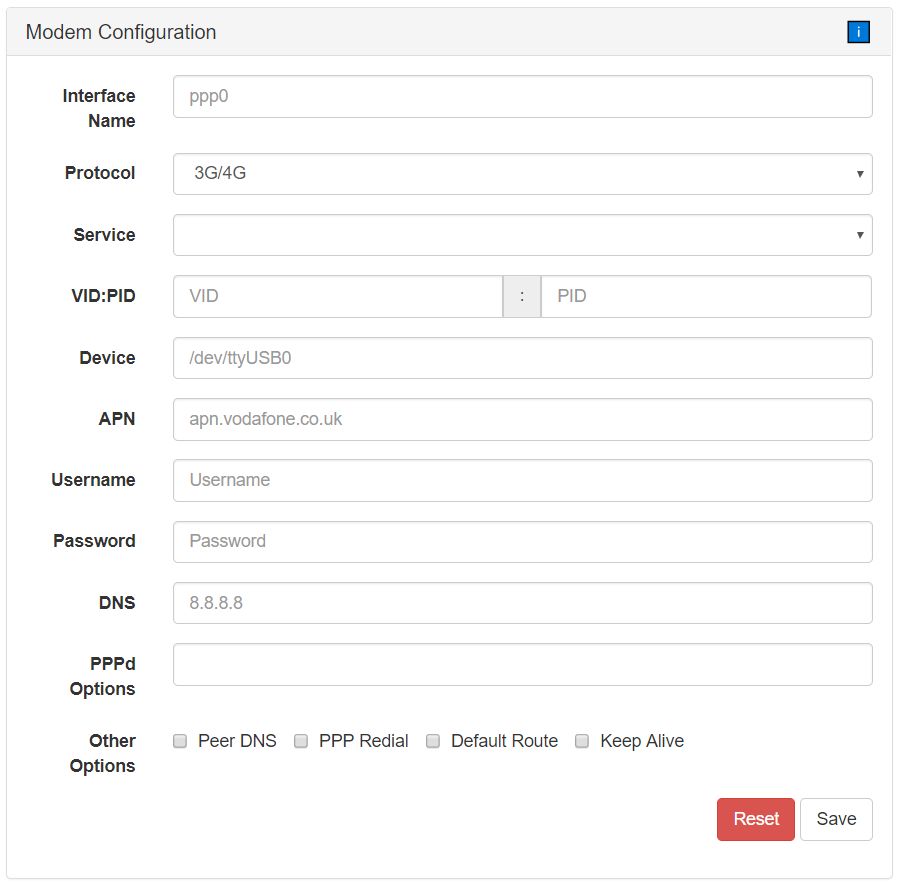 Modem Configuration i
Interface
Name
ppp0
Protocol 3G/4G
Service
VID:PID VID : PID
Device /dev/ttyUSB0
APN apn.vodafone.co.uk
Username Username
Password Password
DNS 8.8.8.8
PPPd
Options
Other
Options
Peer DNS PPP Redial Default Route Keep Alive
Reset Save